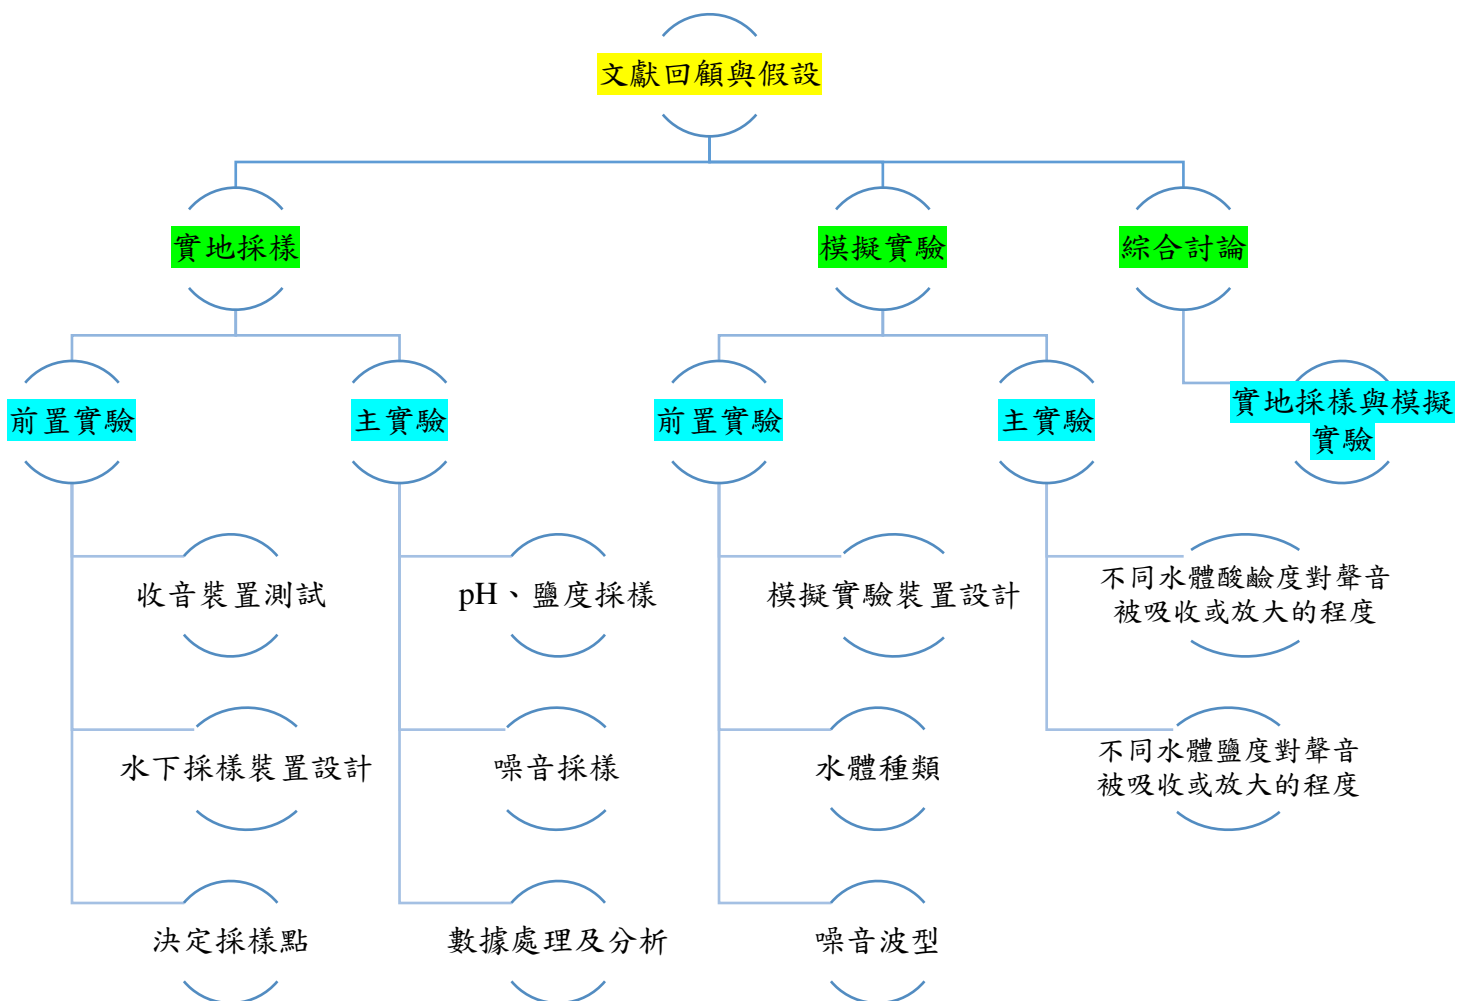 文獻回顧與假設
實地採樣
模擬實驗
綜合討論
前置實驗
主實驗
前置實驗
主實驗
實地採樣與模擬
實驗
收音裝置測試
pH、鹽度採樣
模擬實驗裝置設計
不同水體酸鹼度對聲音
被吸收或放大的程度
水下採樣裝置設計
噪音採樣
水體種類
不同水體鹽度對聲音
被吸收或放大的程度
決定採樣點
數據處理及分析
噪音波型